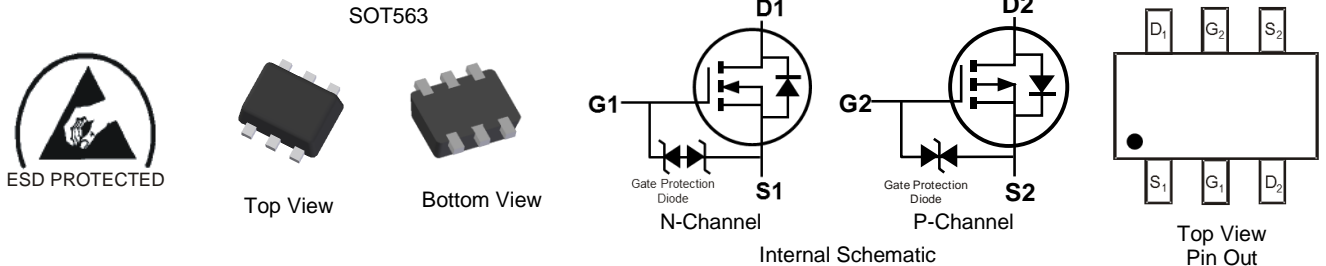 SOT563
ESD PROTECTED
Top View
Bottom View
D1
G1
Gate Protection
Diode
S1
N-Channel
D2
G2
Gate Protection
Diode
S2
P-Channel
Internal Schematic
D1 G2 S2
S1 G1 D2
Top View
Pin Out